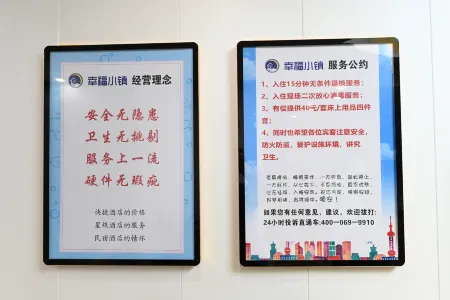 幸福小镇 经营理念
安全无隐患
卫生无挑剔
服务上一流
硬件无瑕疵
快捷酒店的价格
星级酒店的服务
民宿酒店的情怀
幸福小镇 服务公约
1、入住15分钟无条件退换服务;
2、入住现场二次放心消毒服务;
3、有偿提供40元/套床上用品四件
套;
4、同时也希望各位宾客注意安全,
防火防盗,爱护设施环境,讲究
卫生。
如果您有任何意见,建议,欢迎拨打:
24小时投诉直通车:400—069—9910